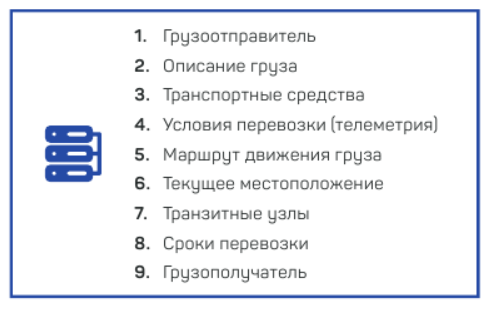 1. Грузоотправитель
2. Описание груза
3. Транспортные средства
4. Условия перевозки (телеметрия)
5. Маршрут движения груза
6. Текущее местоположение
7. Транзитные узлы
8. Сроки перевозки
9. Грузополучатель